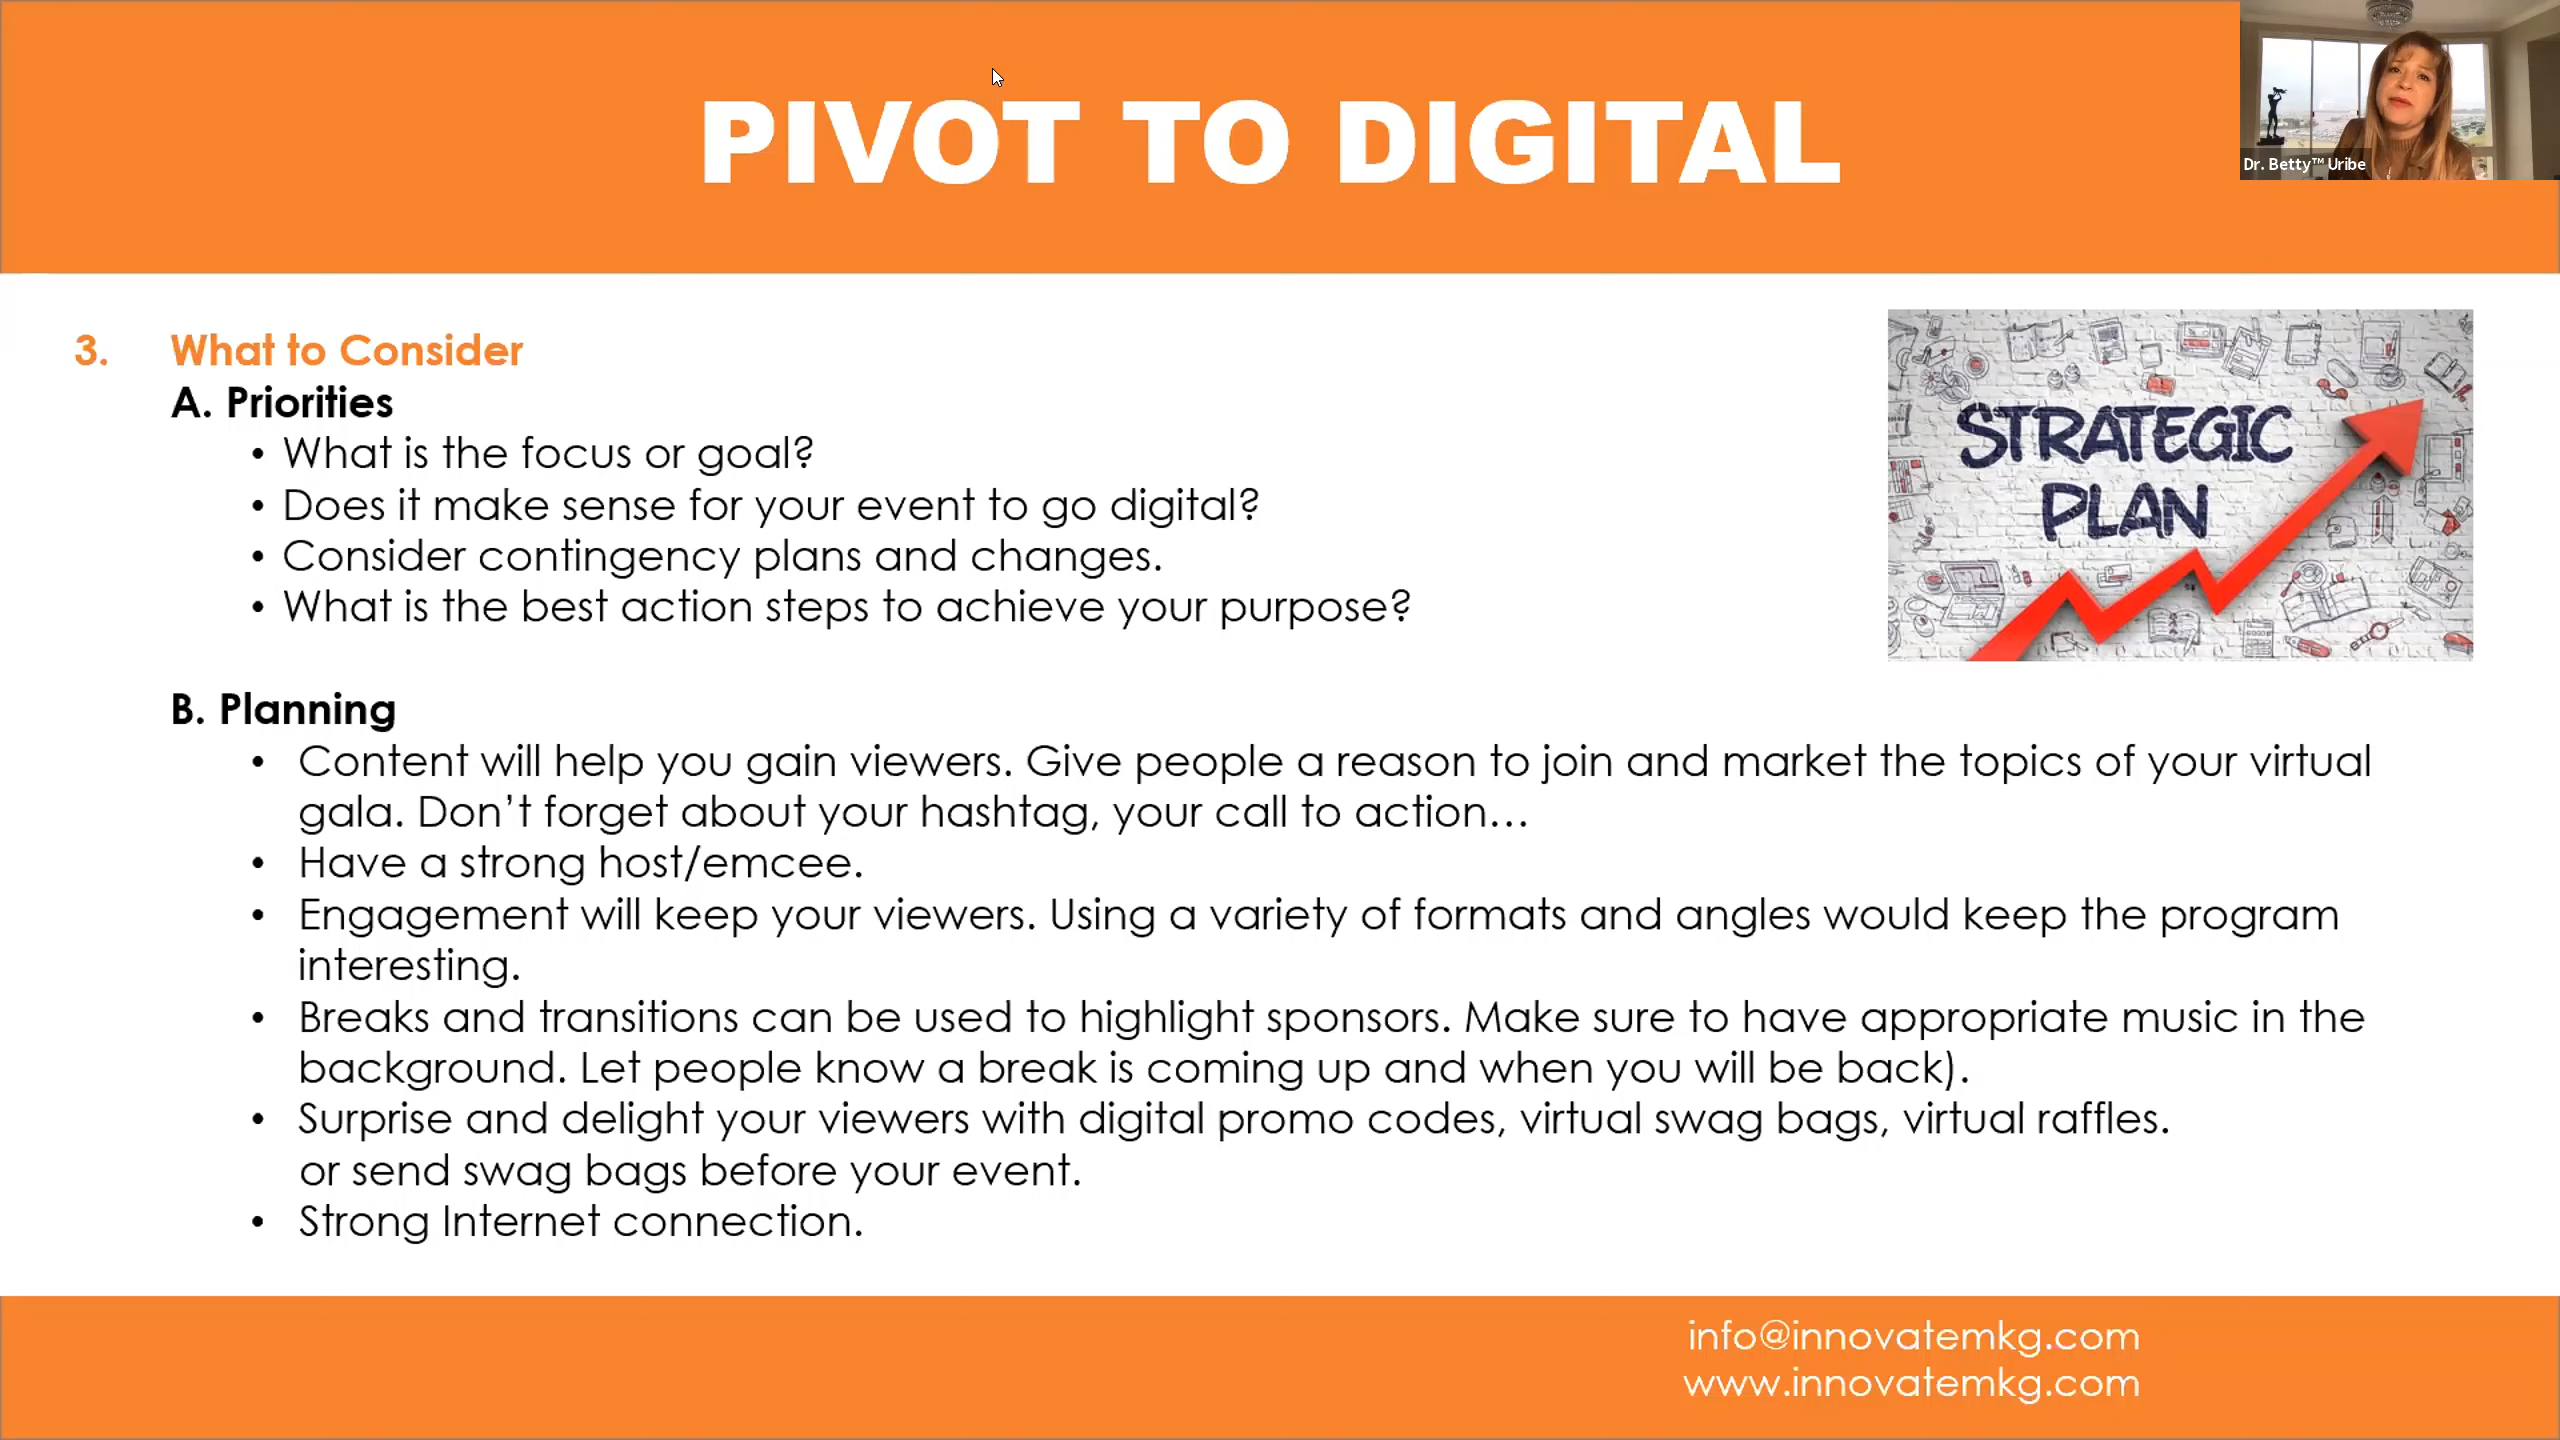 PIVOT TO DIGITAL
Dr. Betty™ Uribe
3. What to Consider
A. Priorities
• What is the focus or goal?
• Does it make sense for your event to go digital?
• Consider contingency plans and changes.
• What is the best action steps to achieve your purpose?
STRATEGIC
PLAN
B. Planning
• Content will help you gain viewers. Give people a reason to join and market the topics of your virtual
gala. Don’t forget about your hashtag, your call to action…
• Have a strong host/emcee.
• Engagement will keep your viewers. Using a variety of formats and angles would keep the program
interesting.
• Breaks and transitions can be used to highlight sponsors. Make sure to have appropriate music in the
background. Let people know a break is coming up and when you will be back).
• Surprise and delight your viewers with digital promo codes, virtual swag bags, virtual raffles.
or send swag bags before your event.
• Strong Internet connection.
info@innovatemkg.com
www.innovatemkg.com